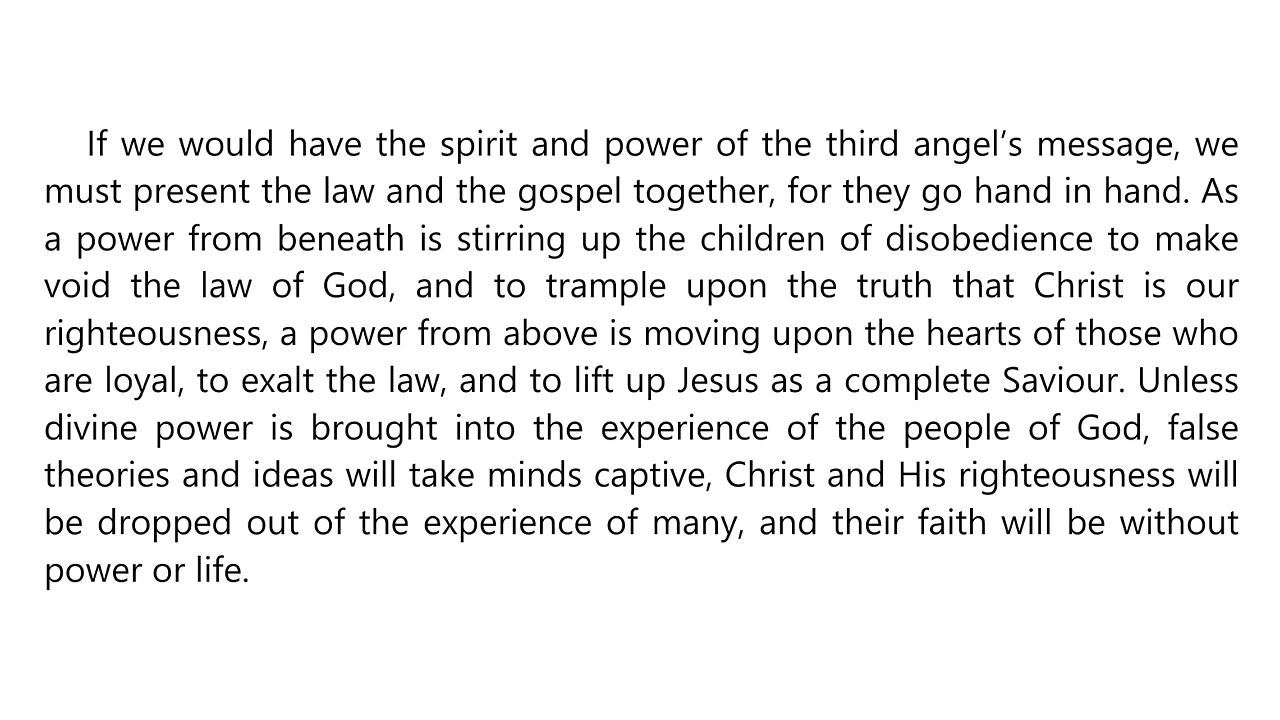 If we would have the spirit and power of the third angel’s message, we
must present the law and the gospel together, for they go hand in hand. As
a power from beneath is stirring up the children of disobedience to make
void the law of God, and to trample upon the truth that Christ is our
righteousness, a power from above is moving upon the hearts of those who
are loyal, to exalt the law, and to lift up Jesus as a complete Saviour. Unless
divine power is brought into the experience of the people of God, false
theories and ideas will take minds captive, Christ and His righteousness will
be dropped out of the experience of many, and their faith will be without
power or life.